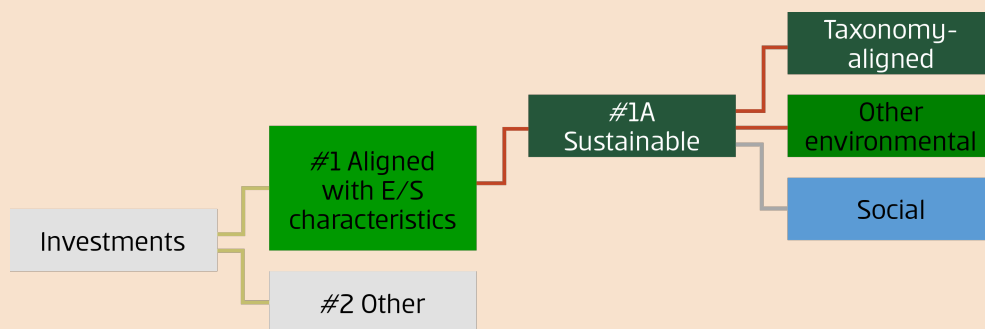 Taxonomy-
aligned
#1A
Sustainable
Other
environmental
#1 Aligned
with E/S
characteristics
Social
Investments
#2 Other